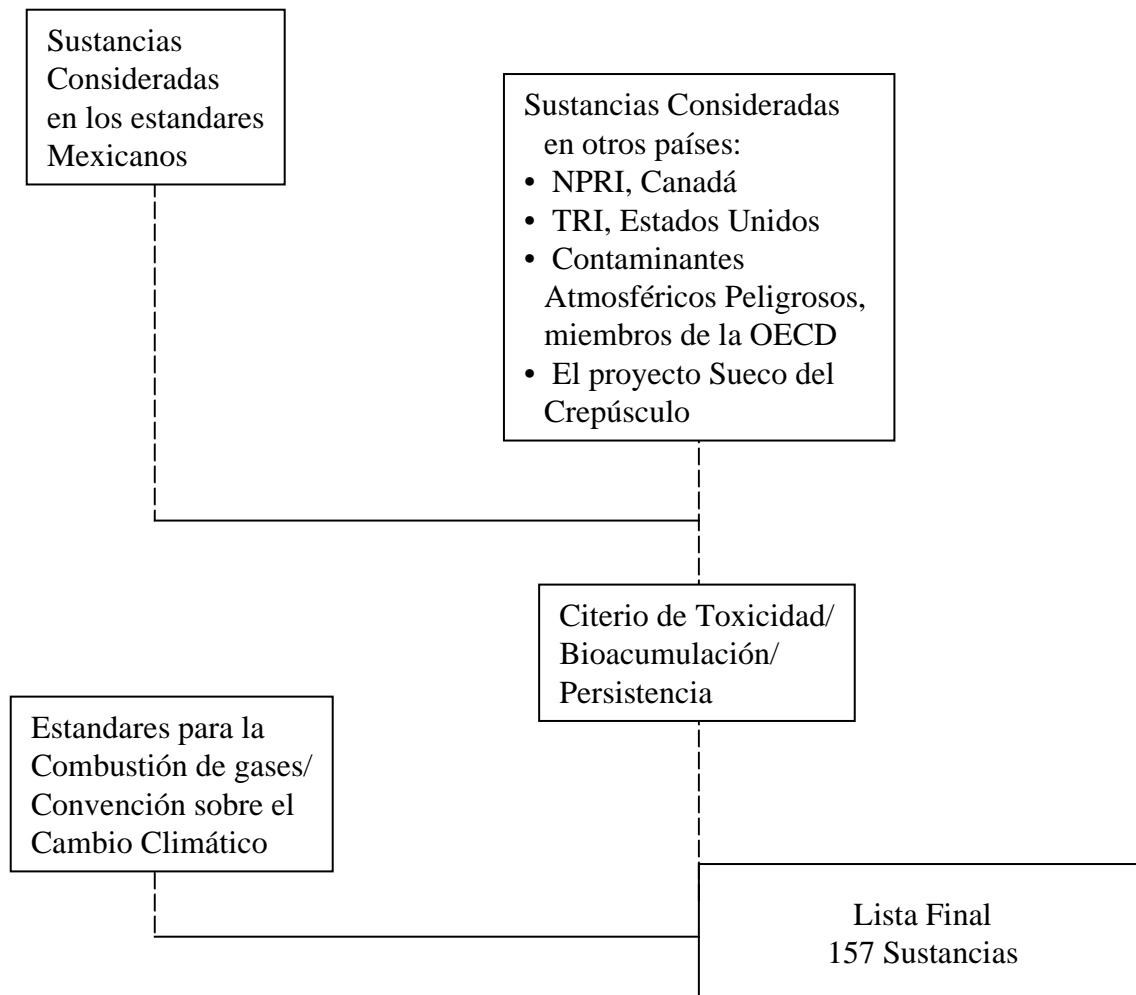 Sustancias
Consideradas
en los estandares
Mexicanos
Sustancias Consideradas
en otros países:
• NPRI, Canadá
• TRI, Estados Unidos
• Contaminantes
Atmosféricos Peligrosos,
miembros de la OECD
• El proyecto Sueco del
Crepúsculo
Citerio de Toxicidad/
Bioacumulación/
Persistencia
Estandares para la
Combustión de gases/
Convención sobre el
Cambio Climático
Lista Final
157 Sustancias